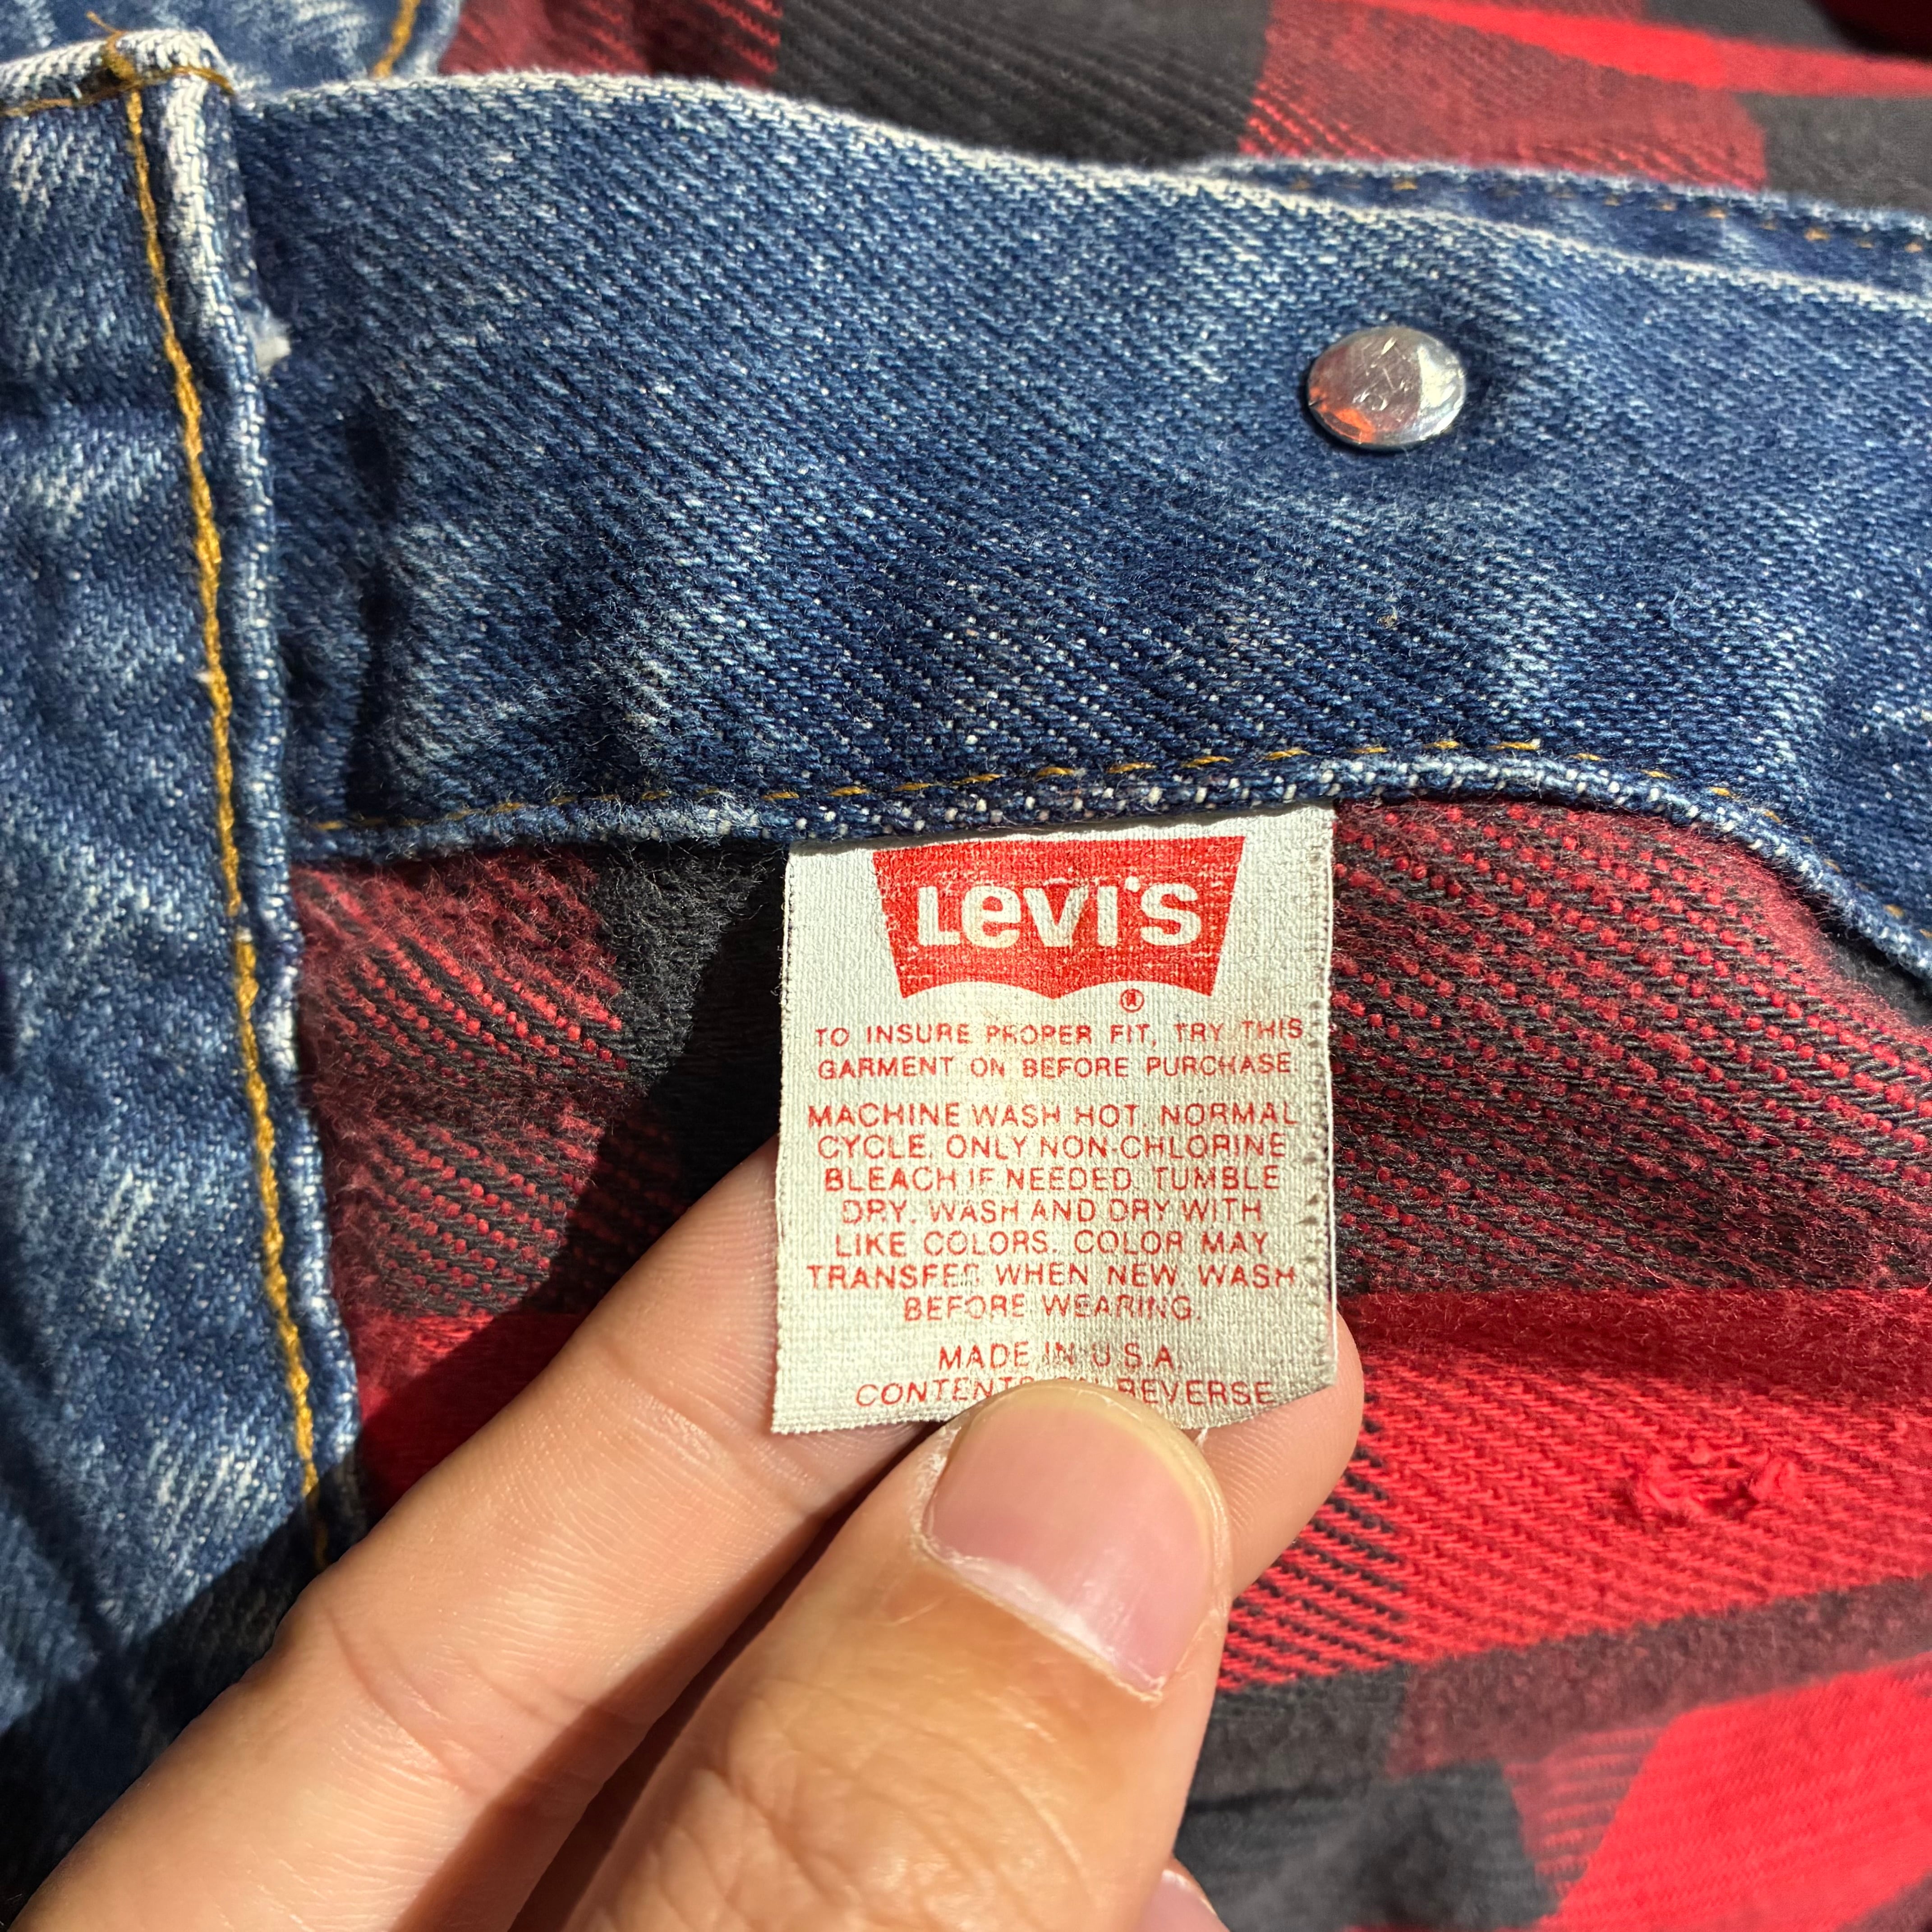 LEVI'S
®
TO INSURE PROPER FIT, TRY THIS
GARMENT ON BEFORE PURCHASE
MACHINE WASH HOT, NORMAL
CYCLE. ONLY NON-CHLORINE
BLEACH IF NEEDED. TUMBLE
DRY. WASH AND DRY WITH
LIKE COLORS. COLOR MAY
TRANSFER WHEN NEW. WASH
BEFORE WEARING.
MADE IN U.S.A.
CONTENTS REVERSE